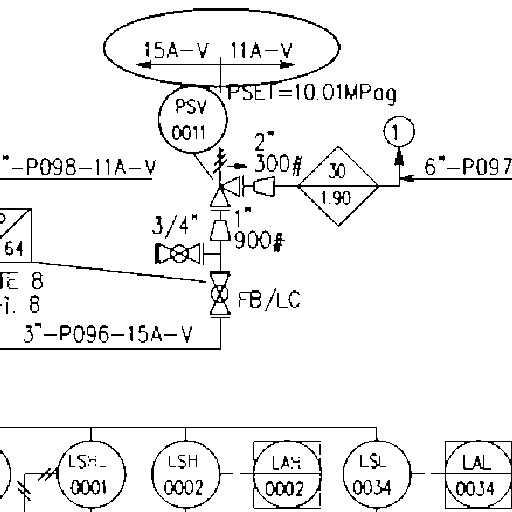 15A-V 11A-V
PSET=10.01MPag
PSV
0011
1
2"
300#
30
1.90
"-P098-11A-V
6"-P097
3/4"
1"
900#
64
TE 8
8
FB/LC
3"-P096-15A-V
LSHL
0001
LSH
0002
LAH
0002
LSL
0034
LAL
0034